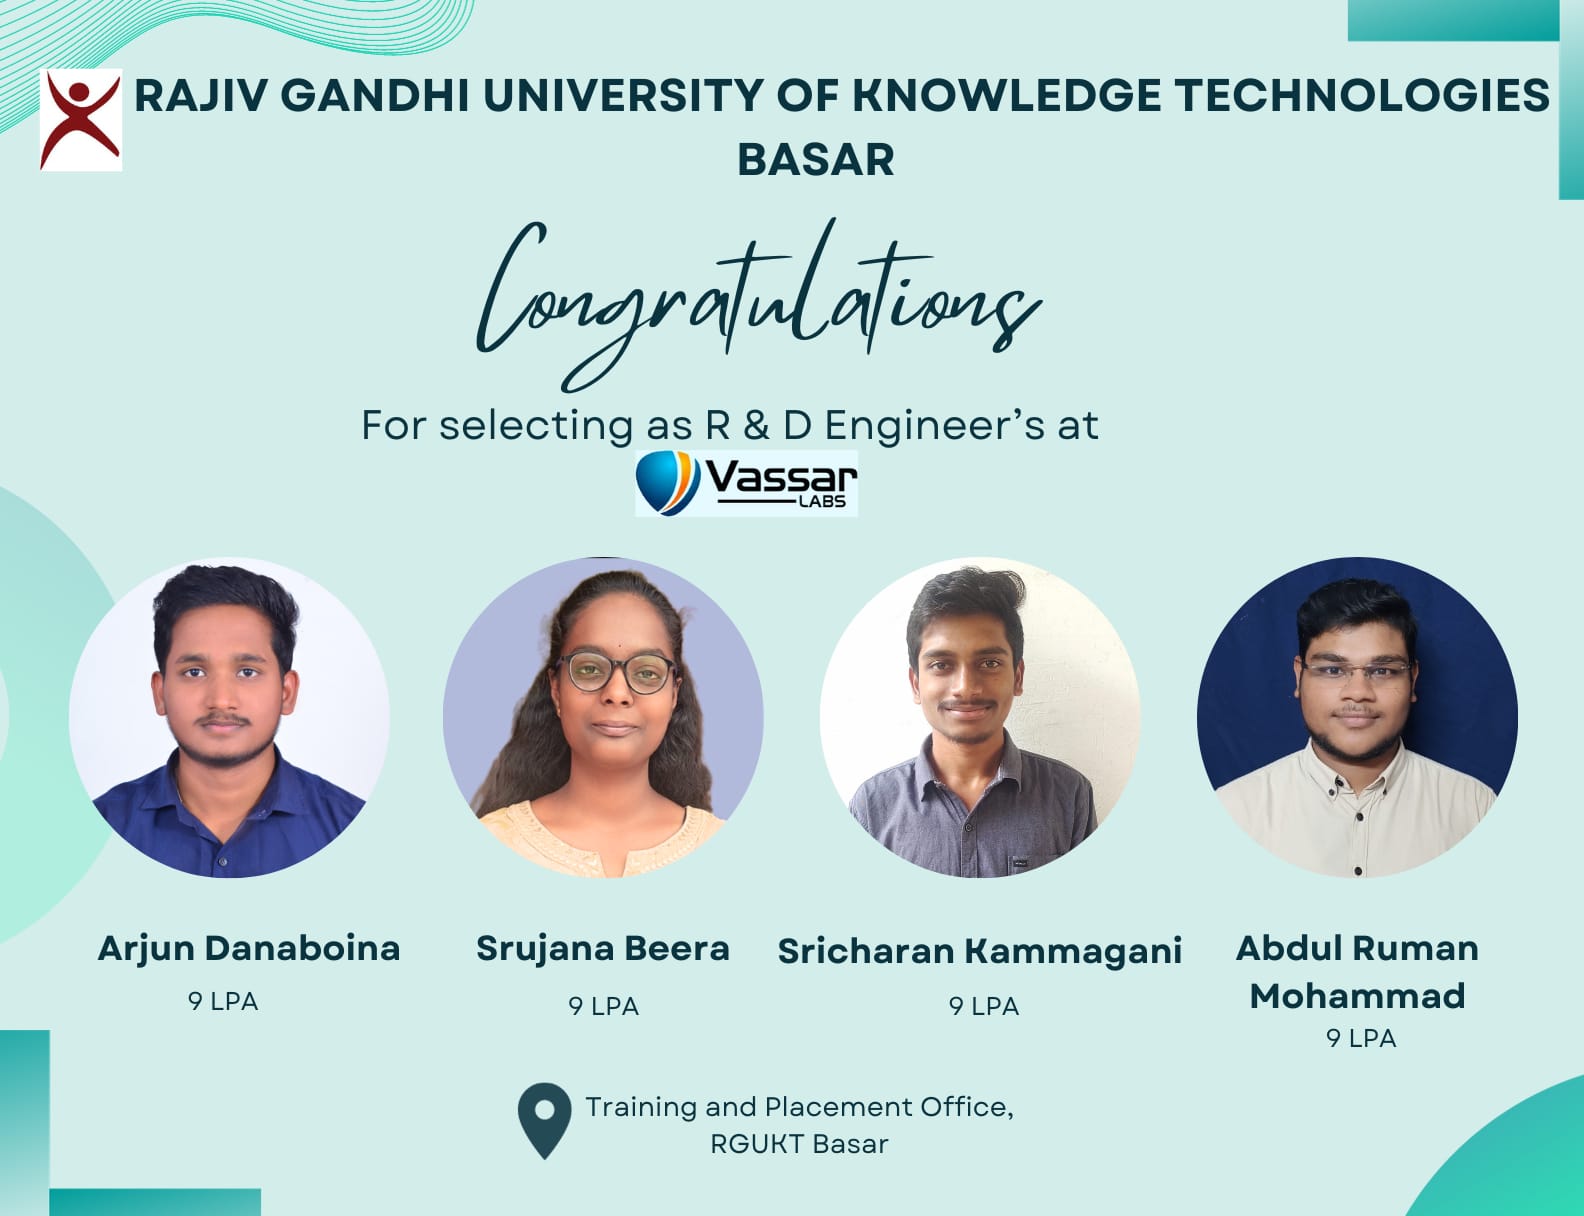 RAJIV GANDHI UNIVERSITY OF KNOWLEDGE TECHNOLOGIES
BASAR
Congratulations
For selecting as R & D Engineer’s at
Vassar
LABS
Arjun Danaboina
9 LPA
Srujana Beera
9 LPA
Sricharan Kammagani
9 LPA
Abdul Ruman
Mohammad
9 LPA
Training and Placement Office,
RGUKT Basar